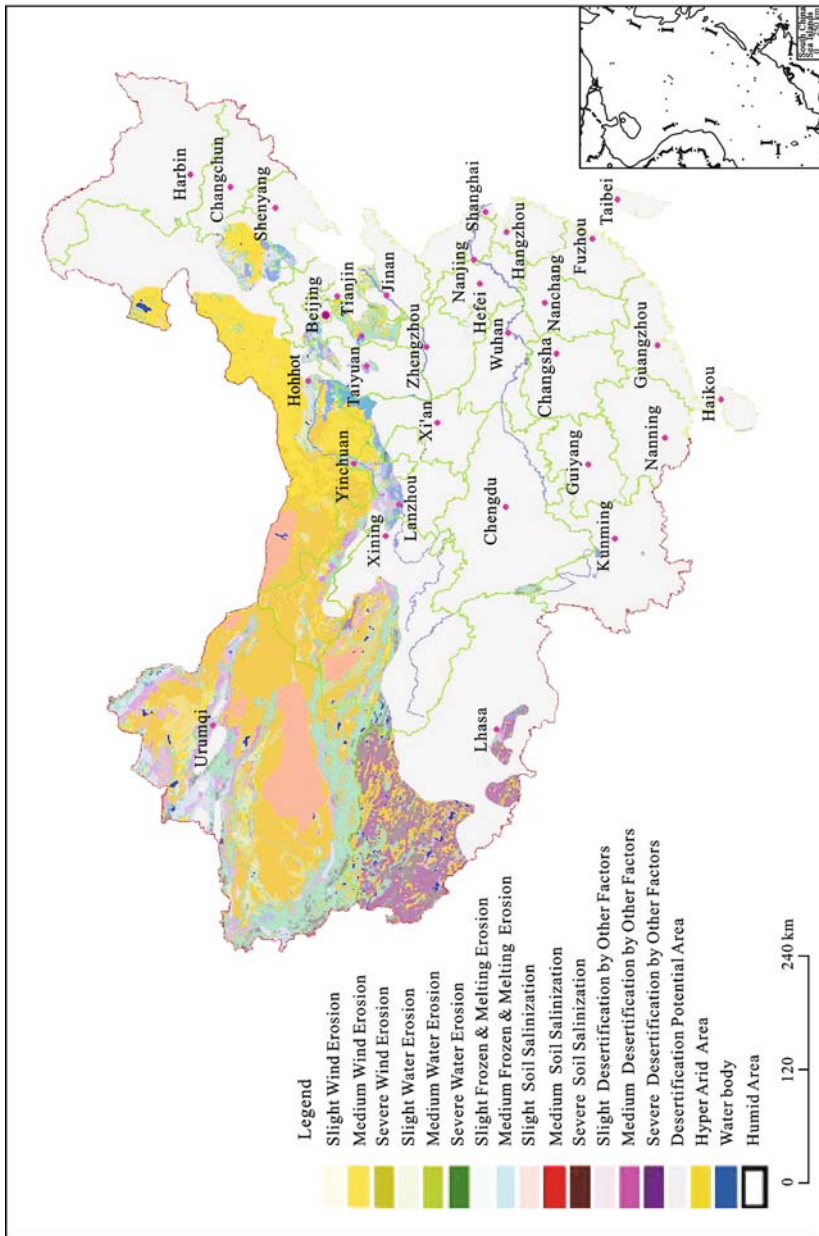 Harbin
Changchun
Shenyang
Urumqi
Hohhot
Beijing
Tianjin
Jinan
Taiyuan
Yinchuan
Xining
Lanzhou
Zhengzhou
Xi'an
Nanjing
Shanghai
Hefei
Hangzhou
Wuhan
Lhasa
Chengdu
Nanchang
Changsha
Fuzhou
Taibei
Guiyang
Kunming
Guangzhou
Nanning
Haikou
South China
Sea Islands
0 250 km
Legend
Slight Wind Erosion
Medium Wind Erosion
Severe Wind Erosion
Slight Water Erosion
Medium Water Erosion
Severe Water Erosion
Slight Frozen & Melting Erosion
Medium Frozen & Melting Erosion
Slight Soil Salinization
Medium Soil Salinization
Severe Soil Salinization
Slight Desertification by Other Factors
Medium Desertification by Other Factors
Severe Desertification by Other Factors
Desertification Potential Area
Hyper Arid Area
Water body
Humid Area
0 120 240 km